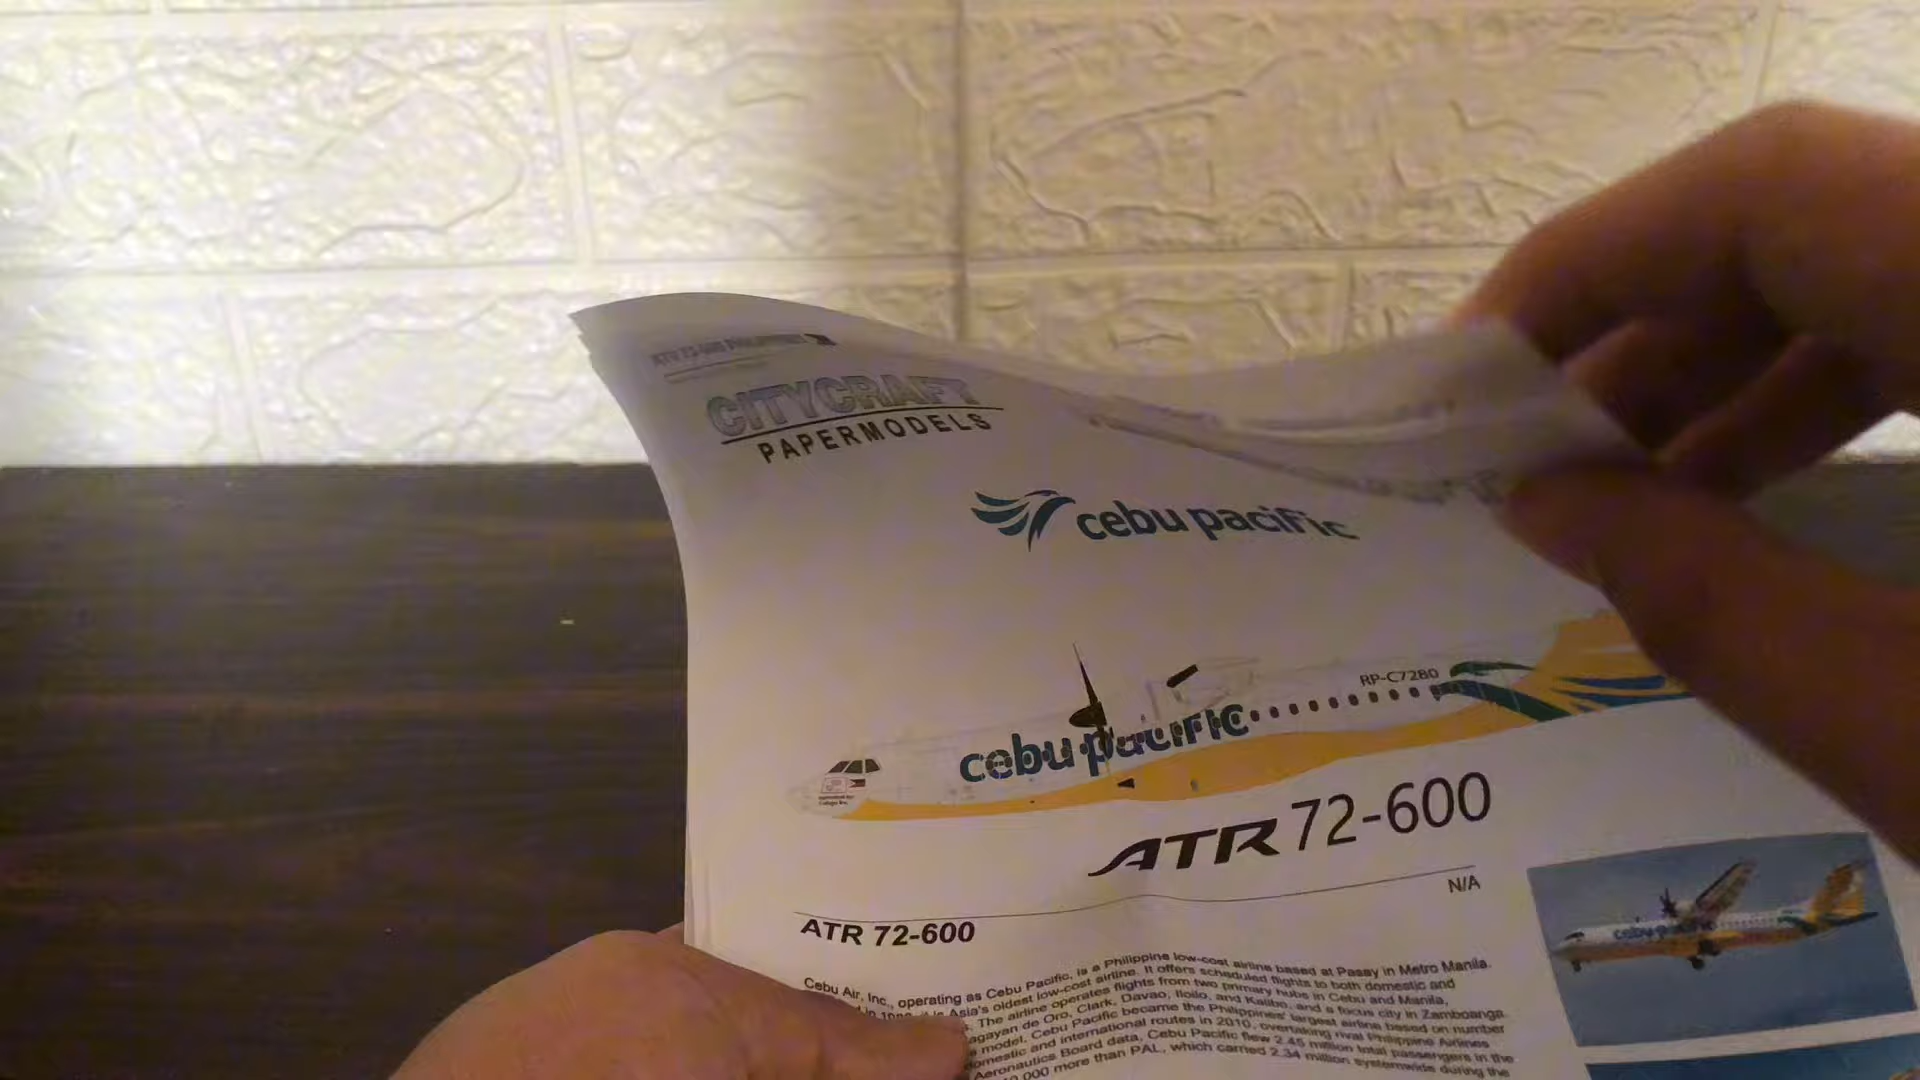 CITYCRAFT
PAPERMODELS
cebu pacific
RP-C7280
cebu pacific
ATR 72-600
N/A
ATR 72-600
cebu pacific
Cebu Air, Inc., operating as Cebu Pacific, is a Philippine low-cost airline based at Pasay in Metro Manila.
Asia's oldest low-cost airline. It offers scheduled flights to both domestic and
The airline operates flights from two primary hubs in Cebu and Manila,
de Oro, Clark, Davao, Iloilo, and Kalibo, and a focus city in Zamboanga.
model. Cebu Pacific became the Philippines' largest airline based on number
and international routes in 2010, overtaking rival Philippine Airlines
Aeronautics Board data, Cebu Pacific flew 2.45 million total passengers in the
000 more than PAL, which carried 2.34 million systemwide during the